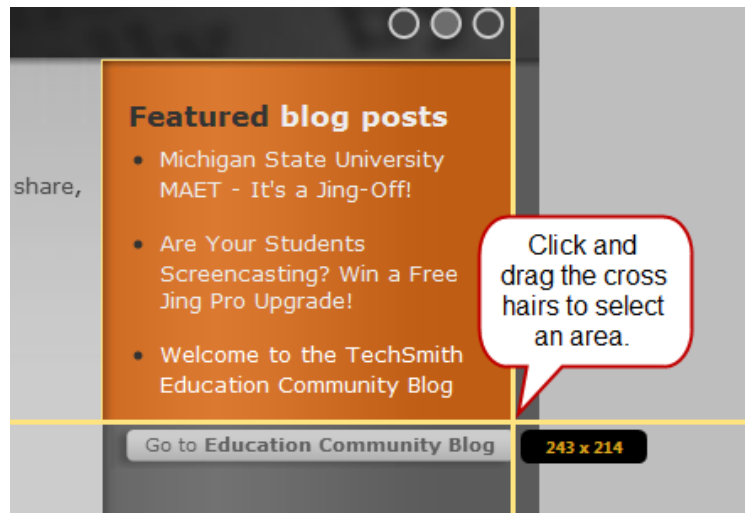 Featured blog posts
• Michigan State University
MAET - It's a Jing-Off!
share,
• Are Your Students
Screencasting? Win a Free
Jing Pro Upgrade!
• Welcome to the TechSmith
Education Community Blog
Click and
drag the cross
hairs to select
an area.
Go to Education Community Blog
243 x 214